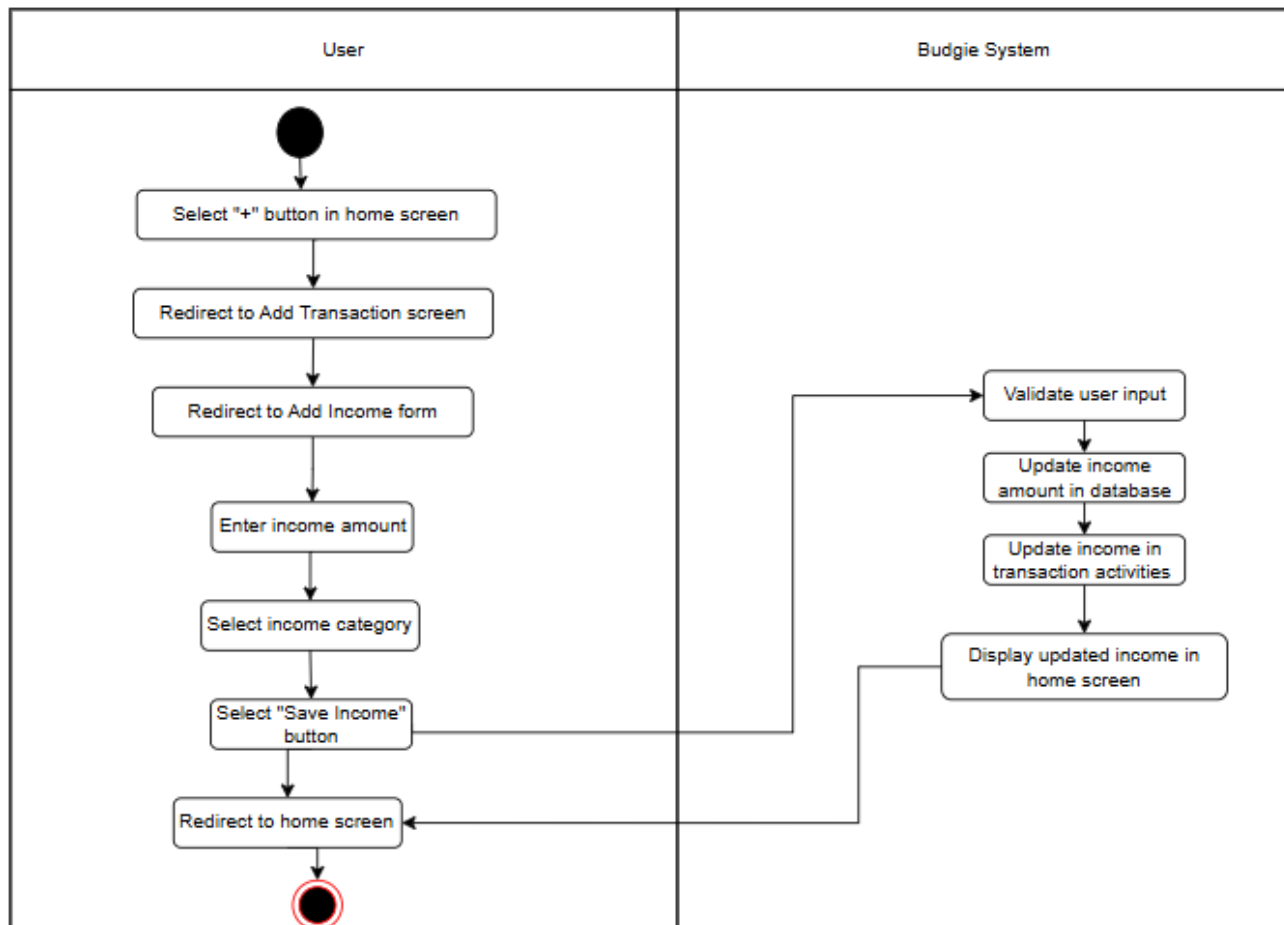 User
Budgie System
Select "+" button in home screen
Redirect to Add Transaction screen
Redirect to Add Income form
Enter income amount
Select income category
Select "Save Income"
button
Redirect to home screen
Validate user input
Update income
amount in database
Update income in
transaction activities
Display updated income in
home screen